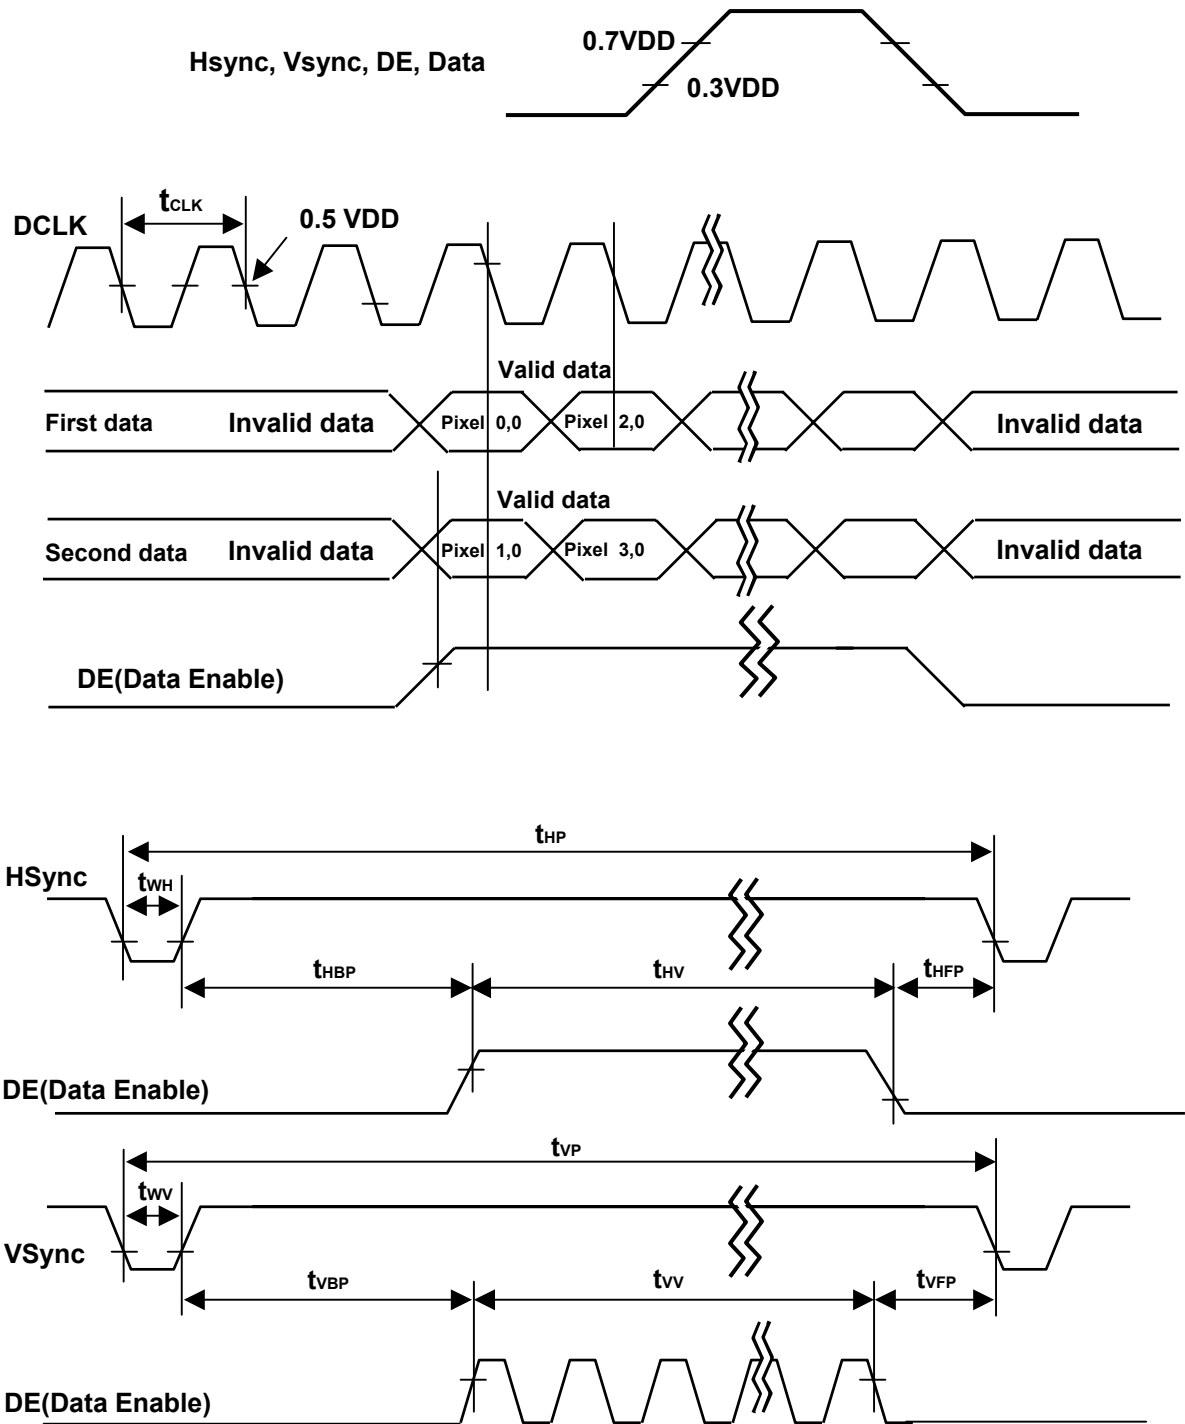 0.7VDD
Hsync, Vsync, DE, Data
0.3VDD
tCLK
DCLK
0.5 VDD
Valid data
First data
Invalid data
Pixel 0,0
Pixel 2,0
Invalid data
Valid data
Second data
Invalid data
Pixel 1,0
Pixel 3,0
Invalid data
DE(Data Enable)
tHP
HSync
tWH
tHBP
tHV
tHFP
DE(Data Enable)
tVP
tWV
VSync
tVBP
tVV
tVFP
DE(Data Enable)